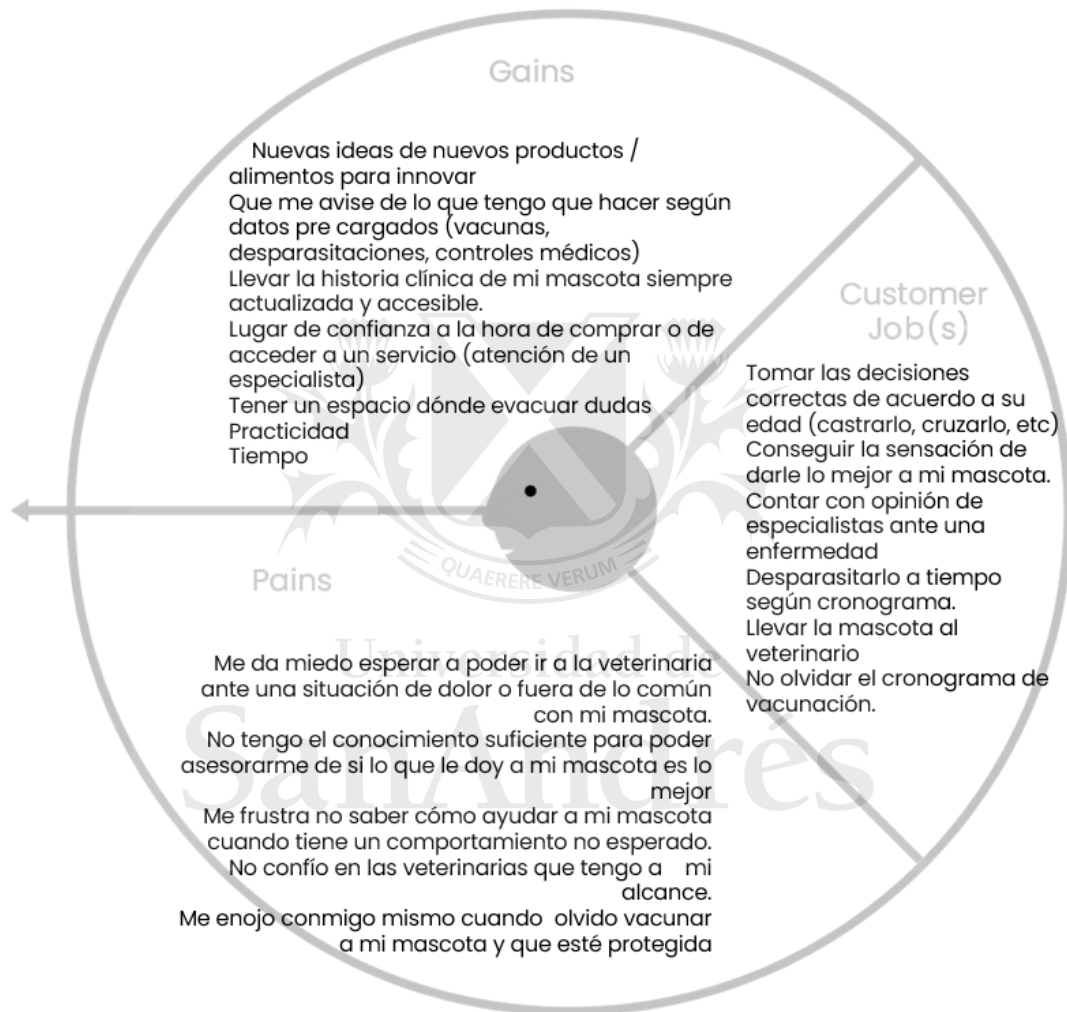 Gains
Nuevas ideas de nuevos productos /
alimentos para innovar
Que me avise de lo que tengo que hacer según
datos pre cargados (vacunas,
desparasitaciones, controles médicos)
Llevar la historia clínica de mi mascota siempre
actualizada y accesible.
Lugar de confianza a la hora de comprar o de
acceder a un servicio (atención de un
especialista)
Tener un espacio dónde evacuar dudas
Practicidad
Tiempo
Customer
Job(s)
Tomar las decisiones
correctas de acuerdo a su
edad (castrarlo, cruzarlo, etc)
Conseguir la sensación de
darle lo mejor a mi mascota.
Contar con opinión de
especialistas ante una
enfermedad
Desparasitarlo a tiempo
según cronograma.
Llevar la mascota al
veterinario
No olvidar el cronograma de
vacunación.
Pains
Me da miedo esperar a poder ir a la veterinaria
ante una situación de dolor o fuera de lo común
con mi mascota.
No tengo el conocimiento suficiente para poder
asesorarme de si lo que le doy a mi mascota es lo
mejor
Me frustra no saber cómo ayudar a mi mascota
cuando tiene un comportamiento no esperado.
No confío en las veterinarias que tengo a mi
alcance.
Me enojo conmigo mismo cuando olvido vacunar
a mi mascota y que esté protegida
QUAERERE VERUM
Universidad de
SanAndrés